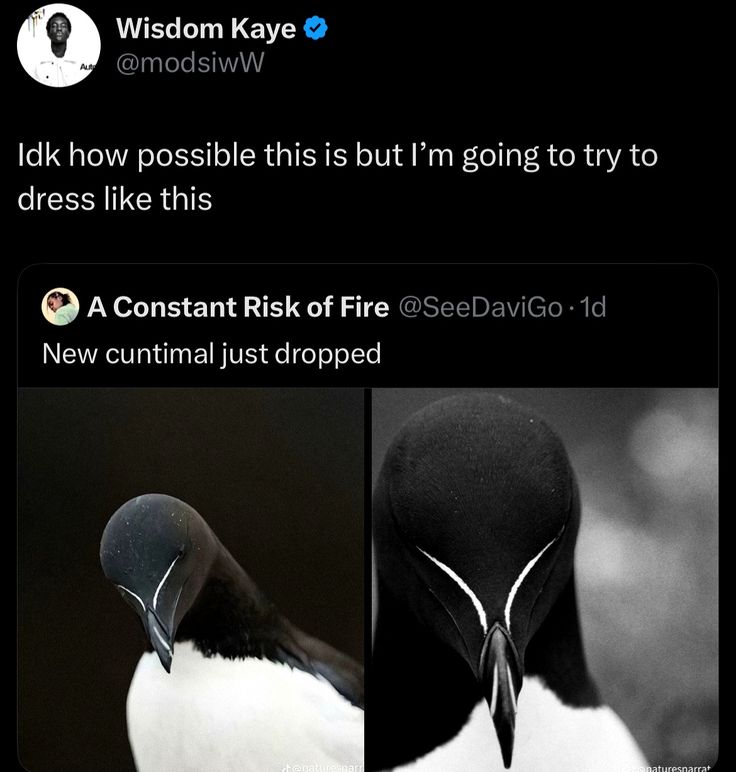 Wisdom Kaye
@modsiwW
Idk how possible this is but I’m going to try to
dress like this
A Constant Risk of Fire @SeeDaviGo · 1d
New cuntimal just dropped